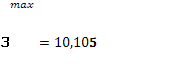 max
3 = 10,105